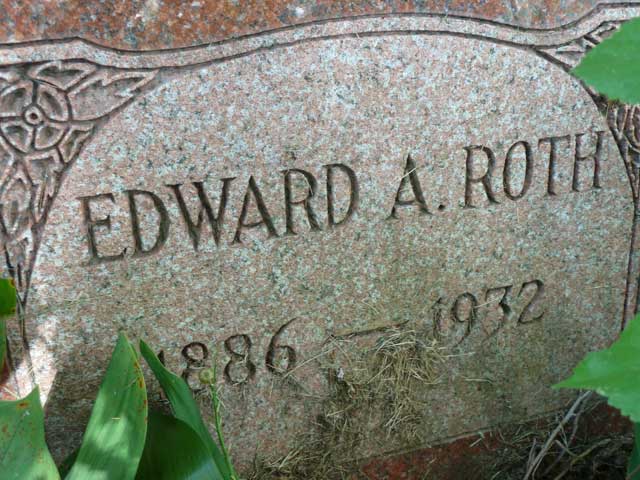 EDWARD A. ROTH
1886 — 1932